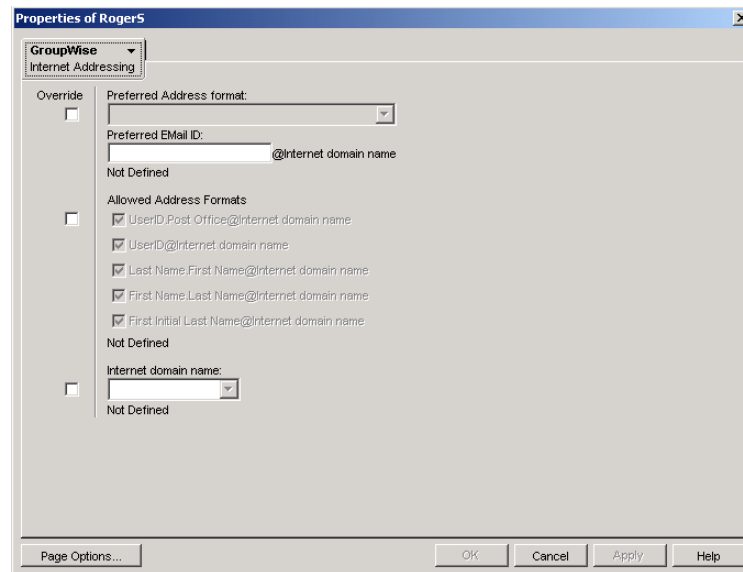 Properties of RogerS
GroupWise
Internet Addressing
Override
Preferred Address format:
Preferred EMail ID:
@Internet domain name
Not Defined
Allowed Address Formats
UserID.Post Office@Internet domain name
UserID@Internet domain name
Last Name.First Name@Internet domain name
First Name.Last Name@Internet domain name
First Initial Last Name@Internet domain name
Not Defined
Internet domain name:
Not Defined
Page Options... OK Cancel Apply Help